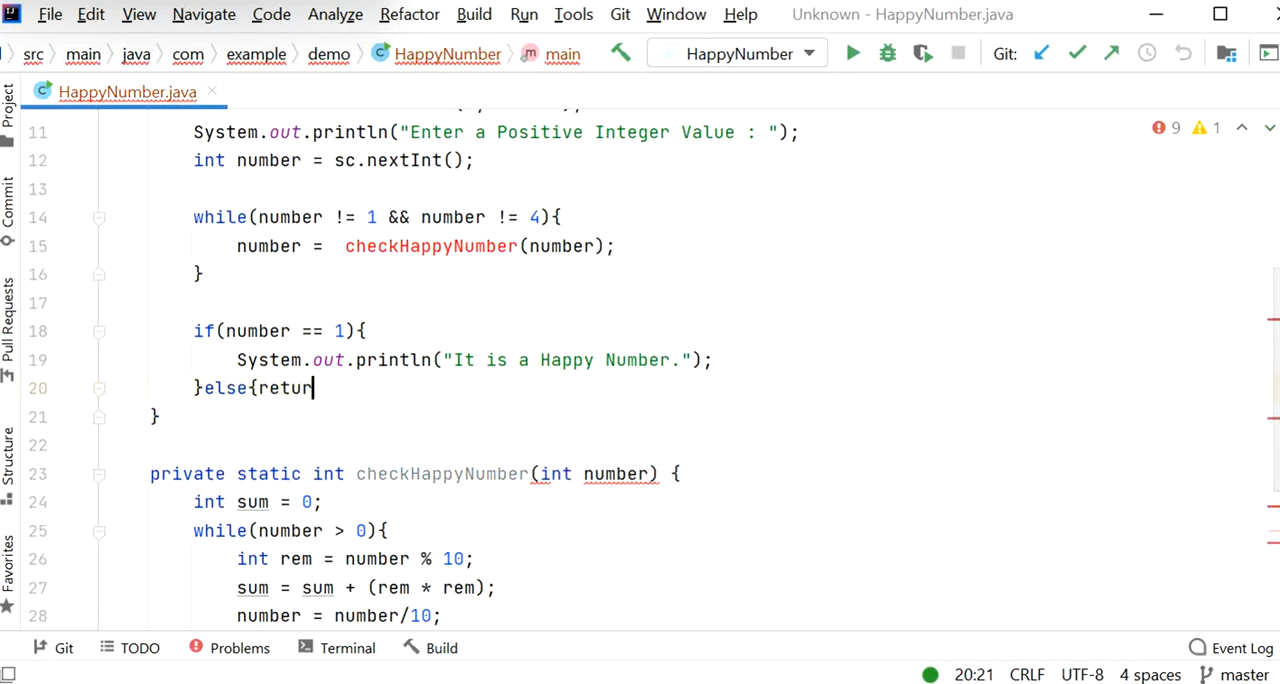 File Edit View Navigate Code Analyze Refactor Build Run Tools Git Window Help Unknown - HappyNumber.java
src main java com example demo HappyNumber main HappyNumber Git:
HappyNumber.java
Project
Commit
Pull Requests
Structure
Favorites
11 System.out.println("Enter a Positive Integer Value : "); 9 1
12 int number = sc.nextInt();
13
14 while(number != 1 && number != 4){
15 number =  checkHappyNumber(number);
16 }
17
18 if(number == 1){
19 System.out.println("It is a Happy Number.");
20 }else{retur
21 }
22
23 private static int checkHappyNumber(int number) {
24 int sum = 0;
25 while(number > 0){
26 int rem = number % 10;
27 sum = sum + (rem * rem);
28 number = number/10;
Git TODO Problems Terminal Build Event Log
20:21 CRLF UTF-8 4 spaces master